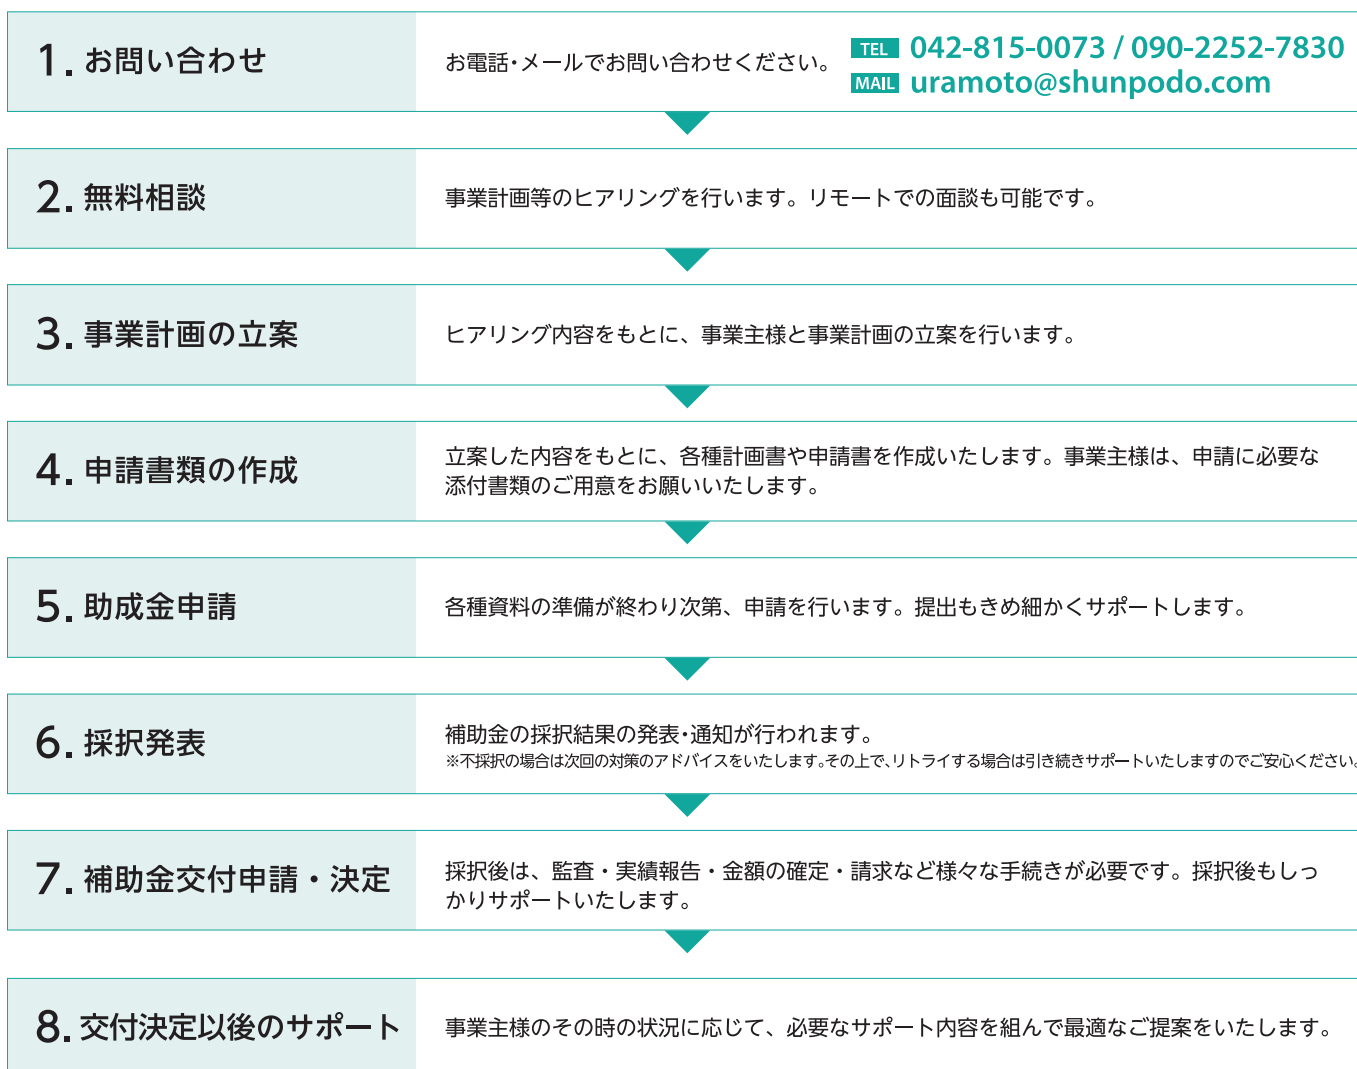 1. お問い合わせ
お電話・メールでお問い合わせください。
TEL 042-815-0073 / 090-2252-7830
MAIL uramoto@shunpodo.com
2. 無料相談
事業計画等のヒアリングを行います。リモートでの面談も可能です。
3. 事業計画の立案
ヒアリング内容をもとに、事業主様と事業計画の立案を行います。
4. 申請書類の作成
立案した内容をもとに、各種計画書や申請書を作成いたします。事業主様は、申請に必要な
添付書類のご用意をお願いいたします。
5. 助成金申請
各種資料の準備が終わり次第、申請を行います。提出もきめ細かくサポートします。
6. 採択発表
補助金の採択結果の発表・通知が行われます。
※不採択の場合は次回の対策のアドバイスをいたします。その上で、リトライする場合は引き続きサポートいたしますのでご安心ください。
7. 補助金交付申請・決定
採択後は、監査・実績報告・金額の確定・請求など様々な手続きが必要です。採択後もしっ
かりサポートいたします。
8. 交付決定以後のサポート
事業主様のその時の状況に応じて、必要なサポート内容を組んで最適なご提案をいたします。